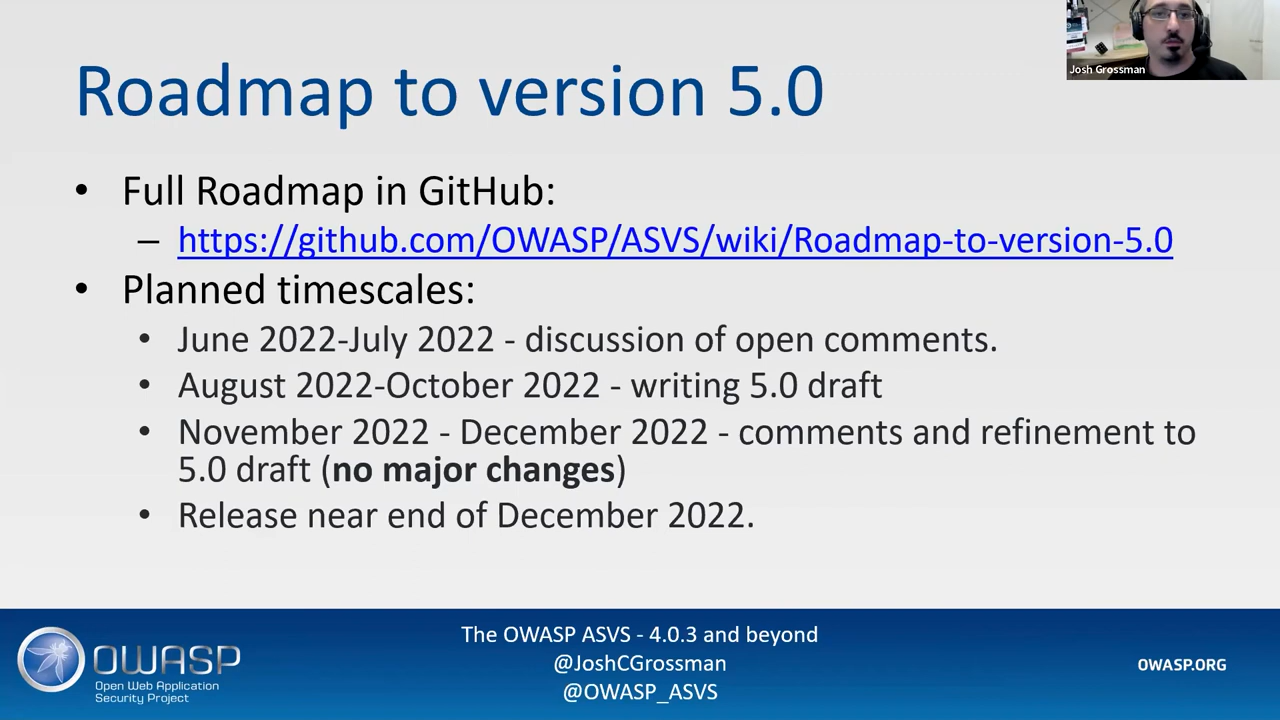 Josh Grossman
Roadmap to version 5.0
• Full Roadmap in GitHub:
– https://github.com/OWASP/ASVS/wiki/Roadmap-to-version-5.0
• Planned timescales:
• June 2022-July 2022 - discussion of open comments.
• August 2022-October 2022 - writing 5.0 draft
• November 2022 - December 2022 - comments and refinement to
5.0 draft (no major changes)
• Release near end of December 2022.
OWASP
Open Web Application
Security Project
The OWASP ASVS - 4.0.3 and beyond
@JoshCGrossman
@OWASP_ASVS
OWASP.ORG